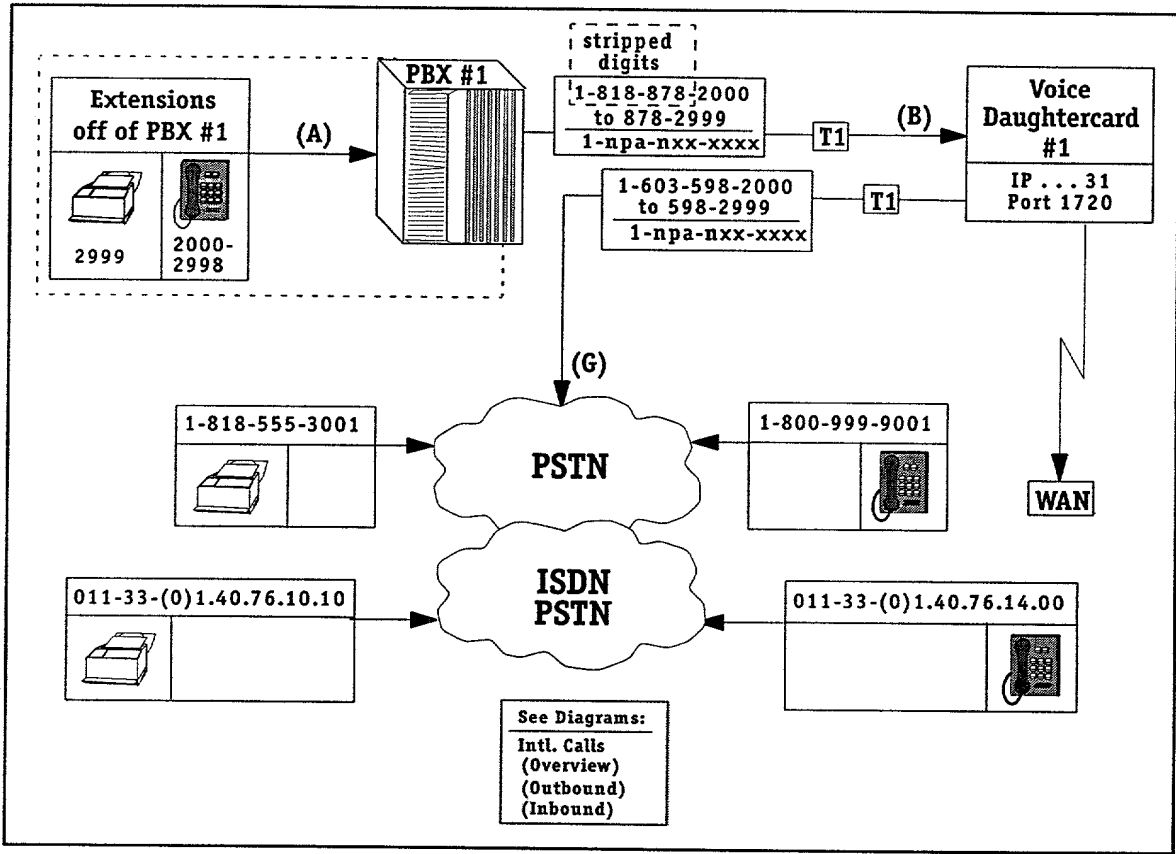 stripped
digits
PBX #1
Extensions
off of PBX #1
(A)
2999
2000-
2998
1-818-878-2000
to 878-2999
1-npa-nxx-xxxx
T1
(B)
Voice
Daughtercard
#1
IP . . . 31
Port 1720
1-603-598-2000
to 598-2999
1-npa-nxx-xxxx
T1
(G)
1-818-555-3001
PSTN
1-800-999-9001
WAN
011-33-(0)1.40.76.10.10
ISDN
PSTN
011-33-(0)1.40.76.14.00
See Diagrams:
Intl. Calls
(Overview)
(Outbound)
(Inbound)